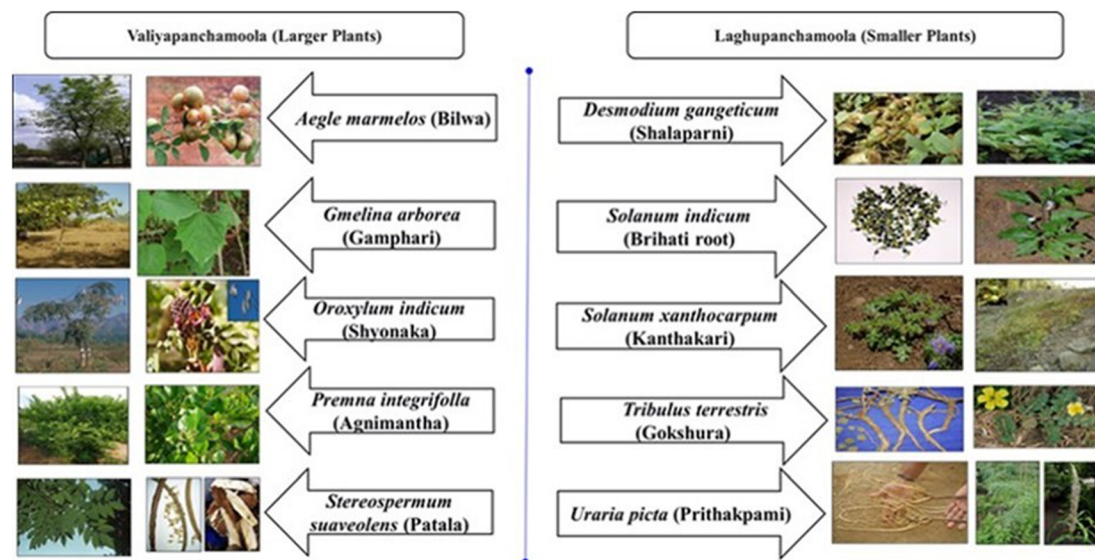 Valiyapanchamoola (Larger Plants)
Aegle marmelos (Bilwa)
Gmelina arborea
(Gamphari)
Oroxylum indicum
(Shyonaka)
Premna integrifolla
(Agnimantha)
Stereospermum
suaveolens (Patala)
Laghupanchamoola (Smaller Plants)
Desmodium gangeticum
(Shalaparni)
Solanum indicum
(Brihati root)
Solanum xanthocarpum
(Kanthakari)
Tribulus terrestris
(Gokshura)
Uraria picta (Prithakpami)